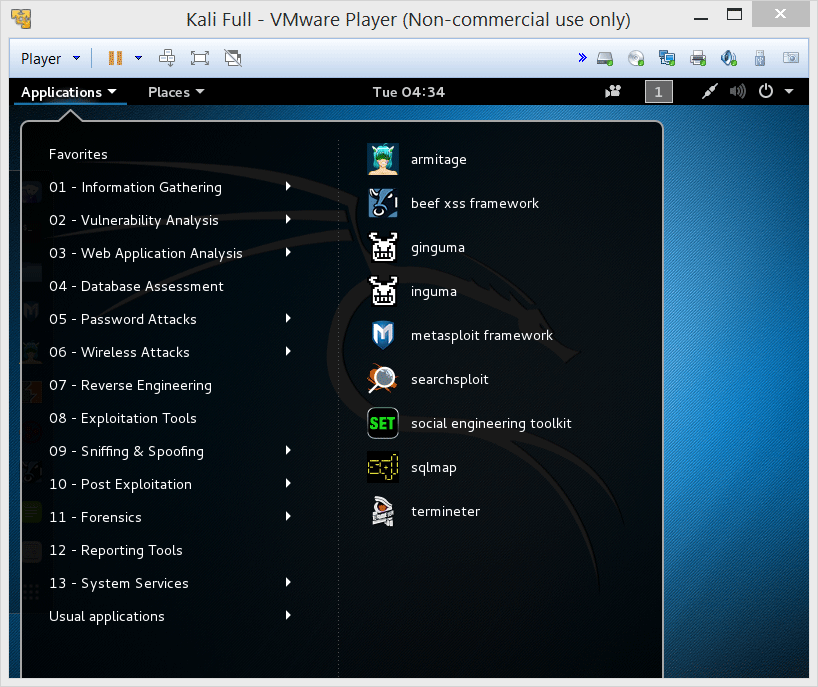 Kali Full - VMware Player (Non-commercial use only)
Player
Applications
Places
Tue 04:34
1
Favorites
01 - Information Gathering
02 - Vulnerability Analysis
03 - Web Application Analysis
04 - Database Assessment
05 - Password Attacks
06 - Wireless Attacks
07 - Reverse Engineering
08 - Exploitation Tools
09 - Sniffing & Spoofing
10 - Post Exploitation
11 - Forensics
12 - Reporting Tools
13 - System Services
Usual applications
armitage
beef xss framework
ginguma
inguma
metasploit framework
searchsploit
SET
social engineering toolkit
sql
sqlmap
termineter